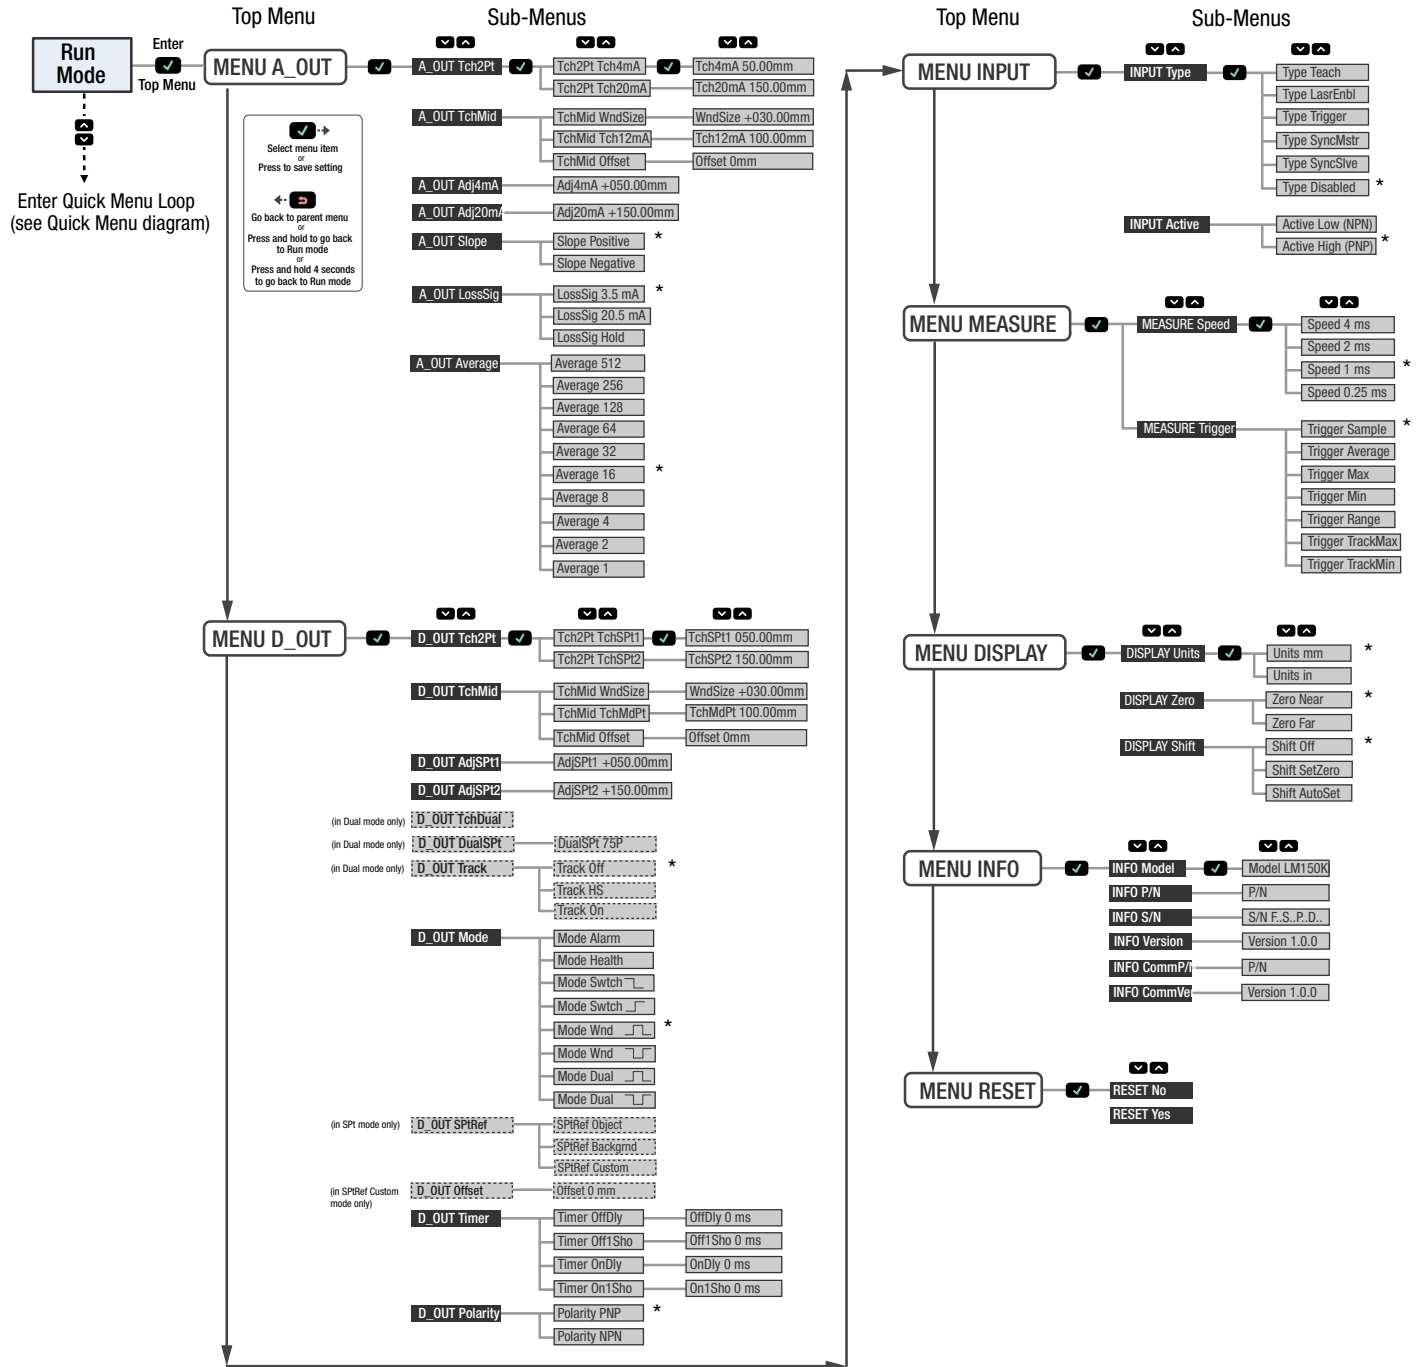 Top Menu
Sub-Menus
Run
Mode
Enter
Top Menu
Enter Quick Menu Loop
(see Quick Menu diagram)
Select menu item
or
Press to save setting
Go back to parent menu
or
Press and hold to go back
to Run mode
or
Press and hold 4 seconds
to go back to Run mode
MENU A_OUT
A_OUT Tch2Pt
Tch2Pt Tch4mA
Tch4mA 50.00mm
Tch2Pt Tch20mA
Tch20mA 150.00mm
A_OUT TchMid
TchMid WndSize
WndSize +030.00mm
TchMid Tch12mA
Tch12mA 100.00mm
TchMid Offset
Offset 0mm
A_OUT Adj4mA
Adj4mA +050.00mm
A_OUT Adj20mA
Adj20mA +150.00mm
A_OUT Slope
Slope Positive *
Slope Negative
A_OUT LossSig
LossSig 3.5 mA *
LossSig 20.5 mA
LossSig Hold
A_OUT Average
Average 512
Average 256
Average 128
Average 64
Average 32
Average 16 *
Average 8
Average 4
Average 2
Average 1
MENU D_OUT
D_OUT Tch2Pt
Tch2Pt TchSPt1
TchSPt1 050.00mm
Tch2Pt TchSPt2
TchSPt2 150.00mm
D_OUT TchMid
TchMid WndSize
WndSize +030.00mm
TchMid TchMdPt
TchMdPt 100.00mm
TchMid Offset
Offset 0mm
D_OUT AdjSPt1
AdjSPt1 +050.00mm
D_OUT AdjSPt2
AdjSPt2 +150.00mm
(in Dual mode only)
D_OUT TchDual
(in Dual mode only)
D_OUT DualSPt
DualSPt 75P
(in Dual mode only)
D_OUT Track
Track Off *
Track HS
Track On
D_OUT Mode
Mode Alarm
Mode Health
Mode Swtch
Mode Swtch
Mode Wnd *
Mode Wnd
Mode Dual
Mode Dual
(in SPt mode only)
D_OUT SPtRef
SPtRef Object
SPtRef Backgrnd
SPtRef Custom
(in SPtRef Custom
mode only)
D_OUT Offset
Offset 0 mm
D_OUT Timer
Timer OffDly
OffDly 0 ms
Timer Off1Sho
Off1Sho 0 ms
Timer OnDly
OnDly 0 ms
Timer On1Sho
On1Sho 0 ms
D_OUT Polarity
Polarity PNP *
Polarity NPN
Top Menu
Sub-Menus
MENU INPUT
INPUT Type
Type Teach
Type LasrEnbl
Type Trigger
Type SyncMstr
Type SyncSlve
Type Disabled *
INPUT Active
Active Low (NPN)
Active High (PNP) *
MENU MEASURE
MEASURE Speed
Speed 4 ms
Speed 2 ms
Speed 1 ms *
Speed 0.25 ms
MEASURE Trigger
Trigger Sample *
Trigger Average
Trigger Max
Trigger Min
Trigger Range
Trigger TrackMax
Trigger TrackMin
MENU DISPLAY
DISPLAY Units
Units mm *
Units in
DISPLAY Zero
Zero Near *
Zero Far
DISPLAY Shift
Shift Off *
Shift SetZero
Shift AutoSet
MENU INFO
INFO Model
Model LM150K
INFO P/N
P/N
INFO S/N
S/N F..S..P..D..
INFO Version
Version 1.0.0
INFO CommP/
P/N
INFO CommVe
Version 1.0.0
MENU RESET
RESET No
RESET Yes